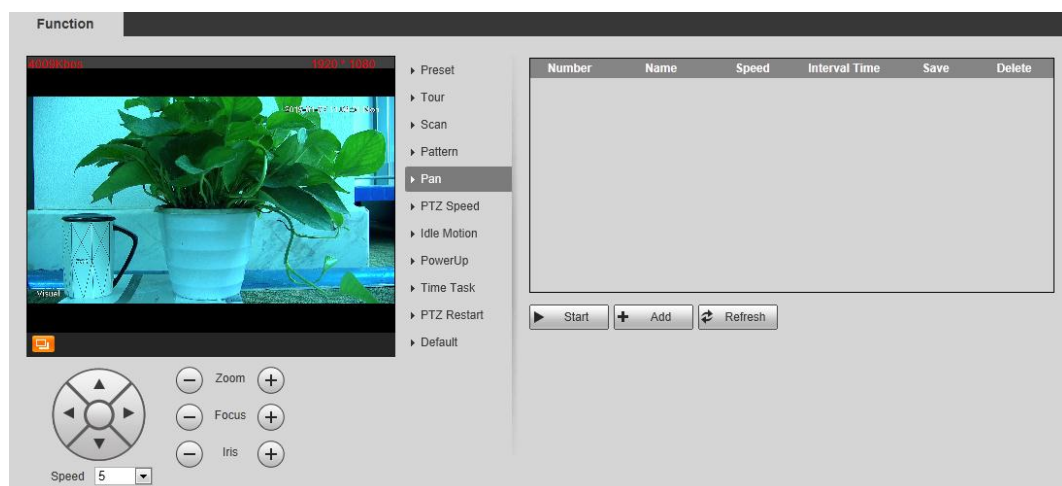 Function
4009Kbps 1920 * 1080
Visual
Preset
Tour
Scan
Pattern
Pan
PTZ Speed
Idle Motion
PowerUp
Time Task
PTZ Restart
Default
Number Name Speed Interval Time Save Delete
Start Add Refresh
Zoom
Focus
Iris
Speed 5